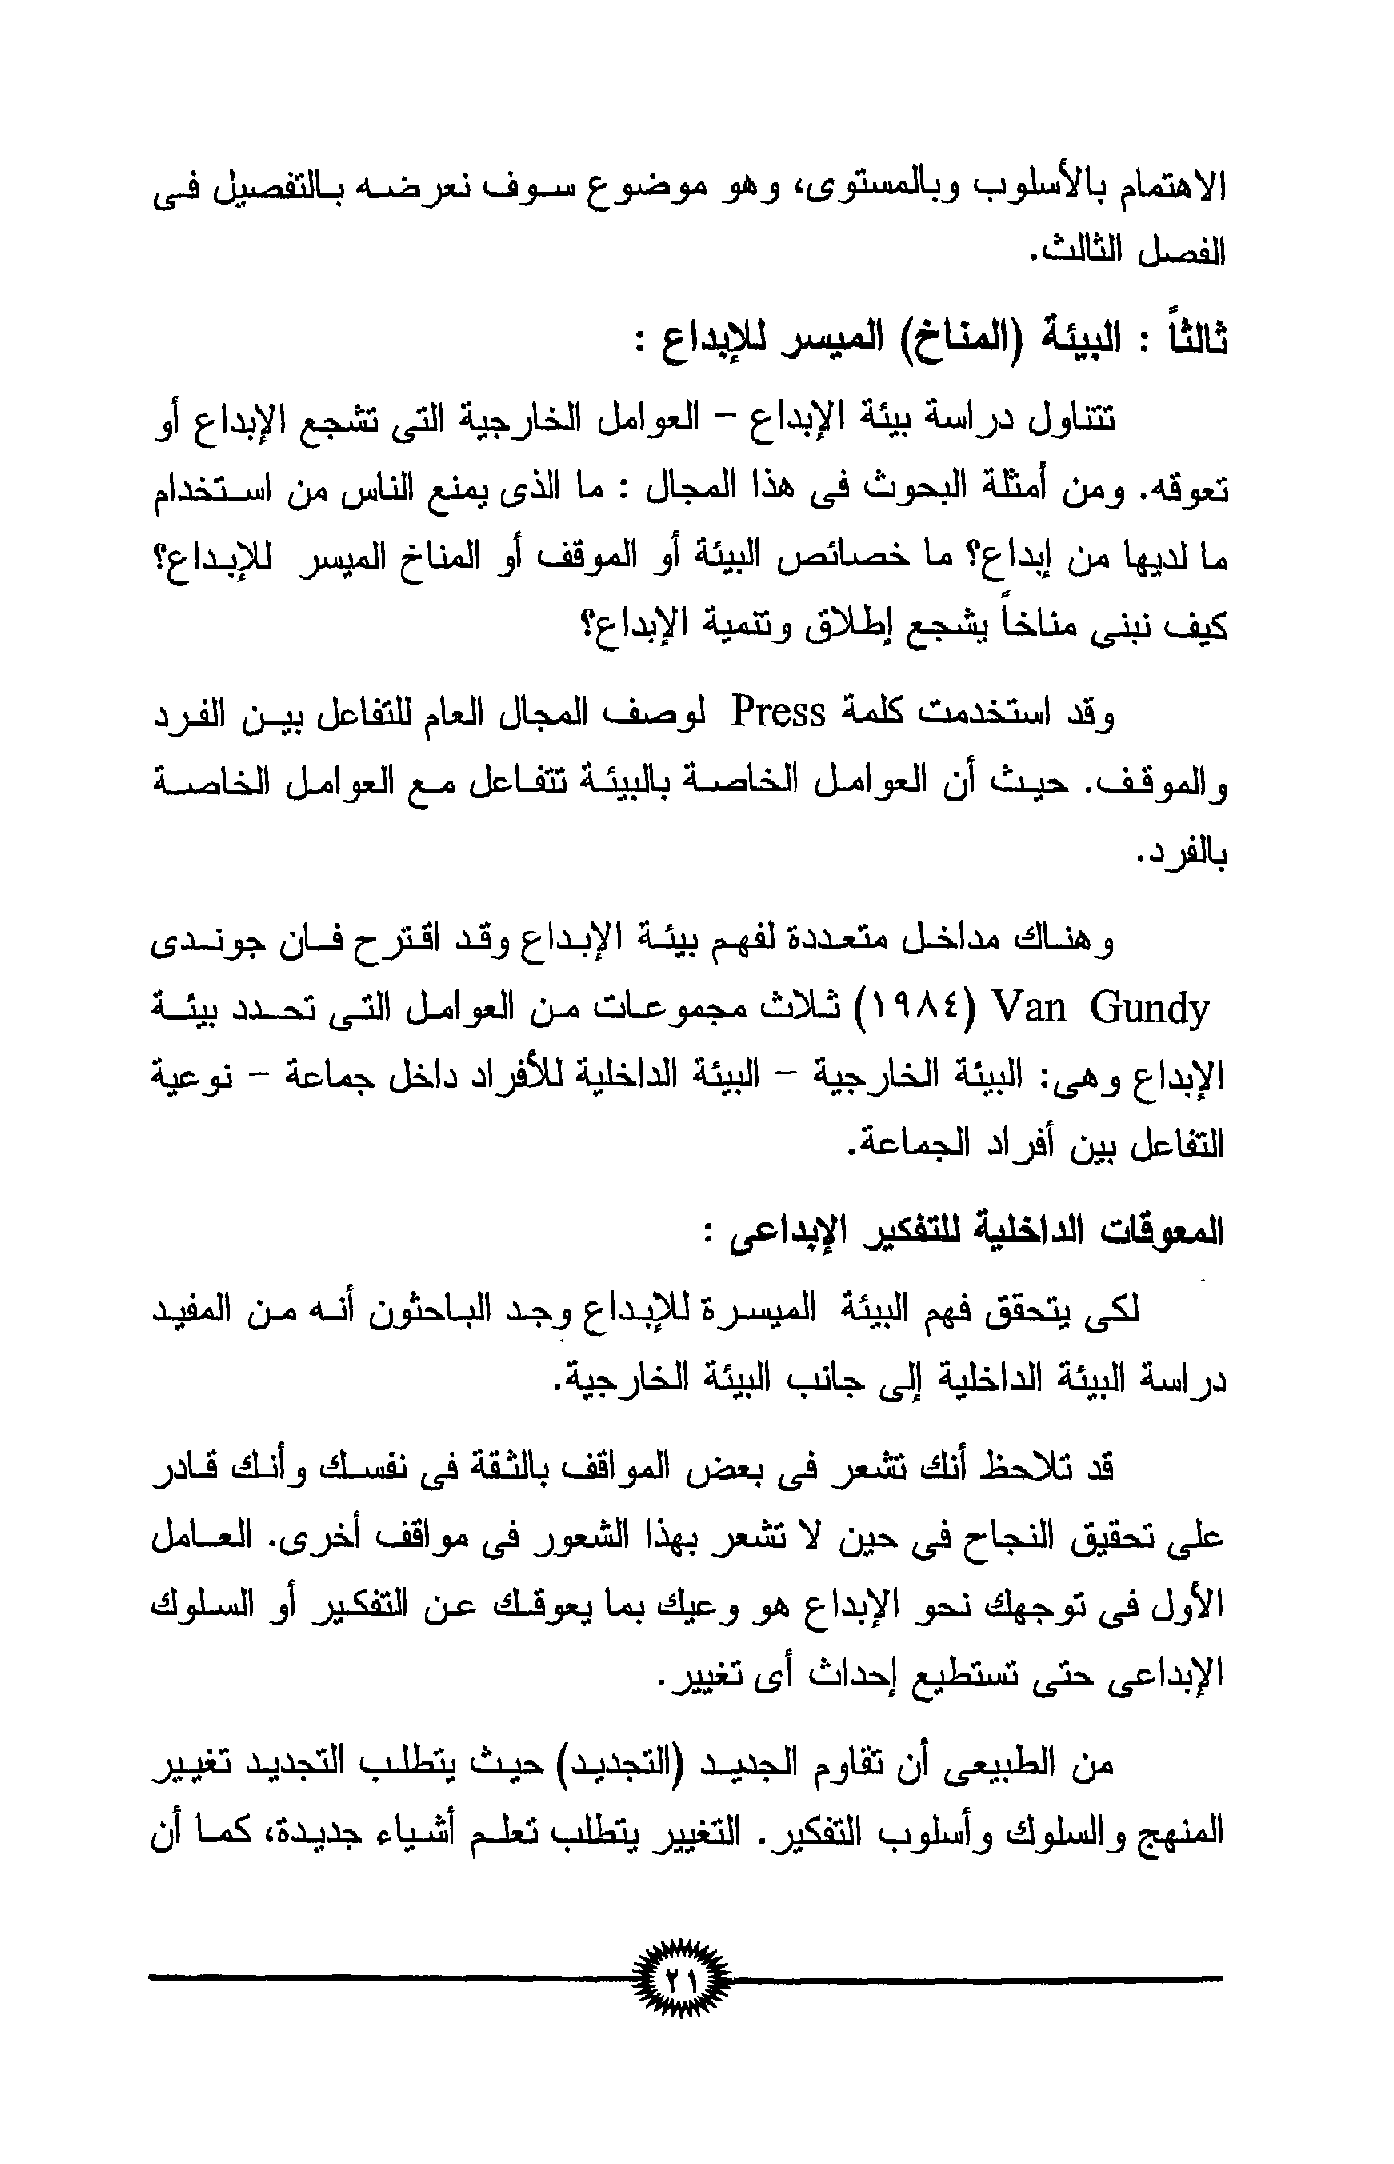 الاهتمام بالأسلوب وبالمستوى، وهو موضوع سوف نعرضه بالتفصيل فى
الفصل الثالث.
ثالثاً : البيئة (المناخ) الميسر للإبداع :
تتناول دراسة بيئة الإبداع - العوامل الخارجية التى تشجع الإبداع أو
تعوقه. ومن أمثلة البحوث فى هذا المجال : ما الذى يمنع الناس من استخدام
ما لديها من إبداع؟ ما خصائص البيئة أو الموقف أو المناخ الميسر للإبداع؟
كيف نبنى مناخاً يشجع إطلاق وتنمية الإبداع؟
وقد استخدمت كلمة Press لوصف المجال العام للتفاعل بين الفرد
والموقف. حيث أن العوامل الخاصة بالبيئة تتفاعل مع العوامل الخاصة
بالفرد.
وهناك مداخل متعددة لفهم بيئة الإبداع وقد اقترح فان جوندى
Van Gundy (١٩٨٤) ثلاث مجموعات من العوامل التى تحدد بيئة
الإبداع وهى: البيئة الخارجية - البيئة الداخلية للأفراد داخل جماعة - نوعية
التفاعل بين أفراد الجماعة.
المعوقات الداخلية للتفكير الإبداعى :
لكى يتحقق فهم البيئة الميسرة للإبداع وجد الباحثون أنه من المفيد
دراسة البيئة الداخلية إلى جانب البيئة الخارجية.
قد تلاحظ أنك تشعر فى بعض المواقف بالثقة فى نفسك وأنك قادر
على تحقيق النجاح فى حين لا تشعر بهذا الشعور فى مواقف أخرى. العامل
الأول فى توجهك نحو الإبداع هو وعيك بما يعوقك عن التفكير أو السلوك
الإبداعى حتى تستطيع إحداث أى تغيير.
من الطبيعى أن تقاوم الجديد (التجديد) حيث يتطلب التجديد تغيير
المنهج والسلوك وأسلوب التفكير. التغيير يتطلب تعلم أشياء جديدة، كما أن
٢١